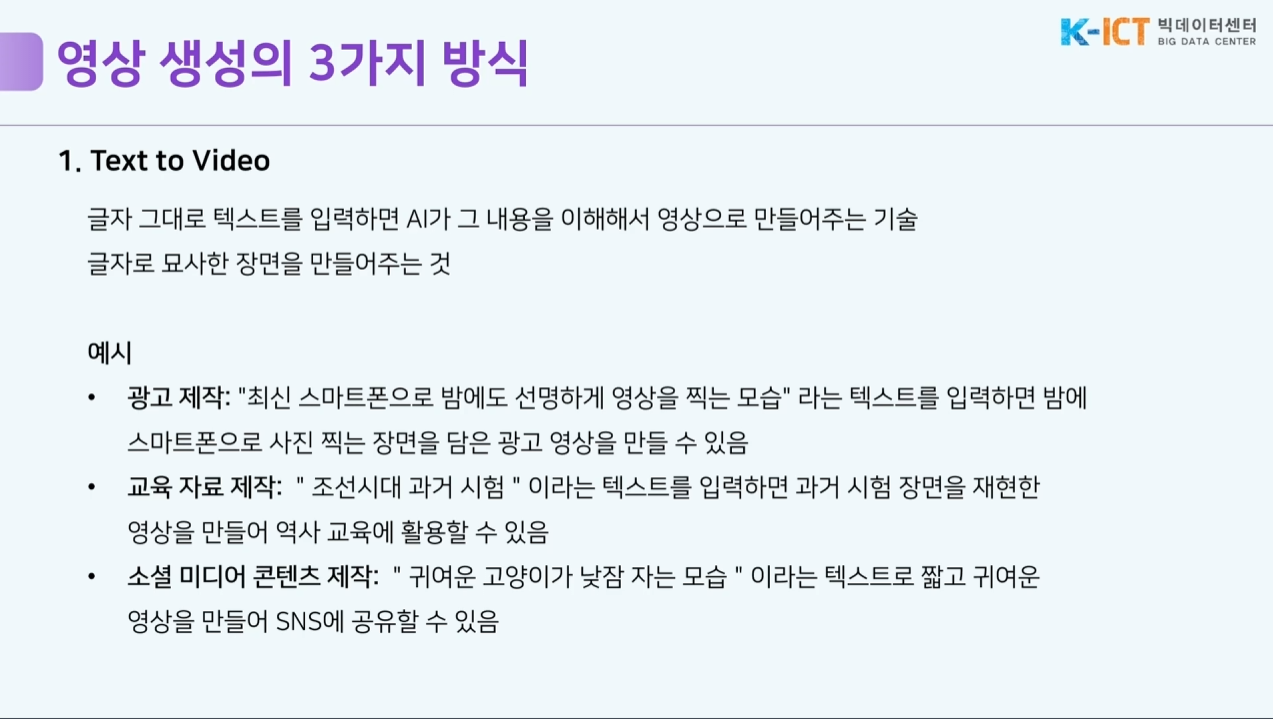 영상 생성의 3가지 방식
K-ICT 빅데이터센터
BIG DATA CENTER
1. Text to Video
글자 그대로 텍스트를 입력하면 AI가 그 내용을 이해해서 영상으로 만들어주는 기술
글자로 묘사한 장면을 만들어주는 것
예시
• 광고 제작: "최신 스마트폰으로 밤에도 선명하게 영상을 찍는 모습" 라는 텍스트를 입력하면 밤에
스마트폰으로 사진 찍는 장면을 담은 광고 영상을 만들 수 있음
• 교육 자료 제작: " 조선시대 과거 시험 " 이라는 텍스트를 입력하면 과거 시험 장면을 재현한
영상을 만들어 역사 교육에 활용할 수 있음
• 소셜 미디어 콘텐츠 제작: " 귀여운 고양이가 낮잠 자는 모습 " 이라는 텍스트로 짧고 귀여운
영상을 만들어 SNS에 공유할 수 있음